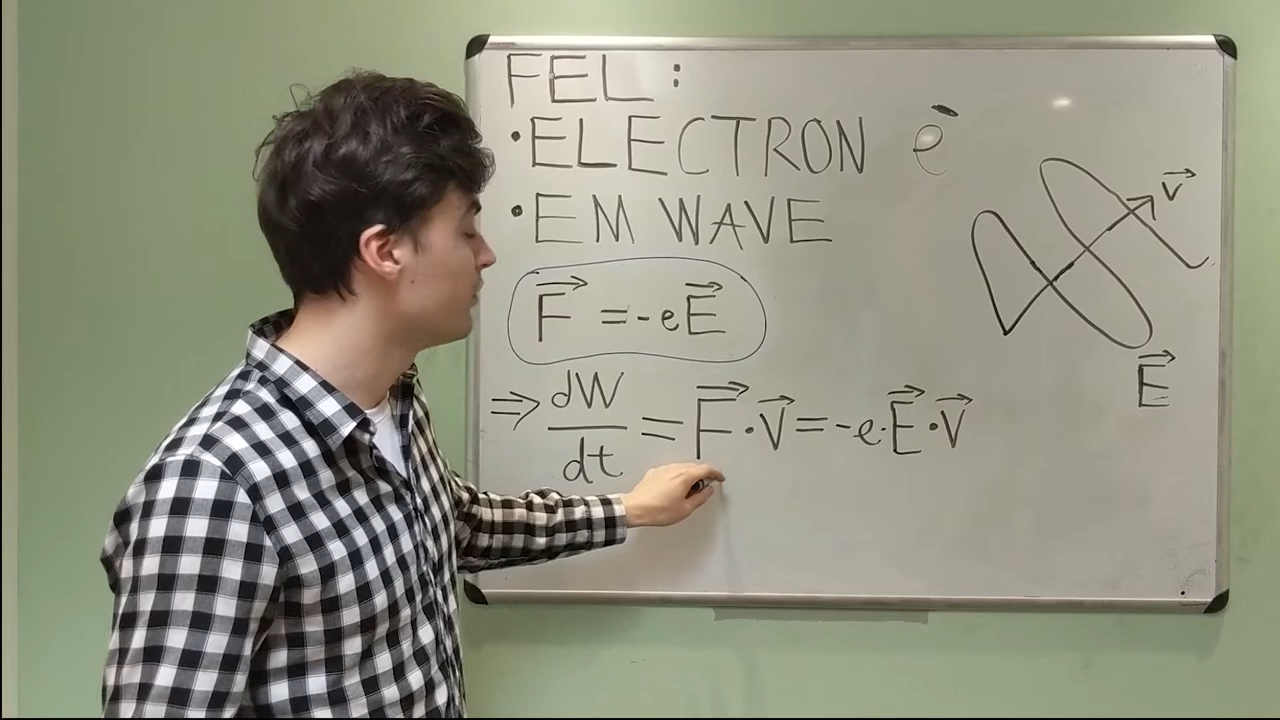 FEL:
•ELECTRON e⁻
•EM WAVE
F⃗ = -eE⃗
⇒ dW/dt = F⃗·v⃗ = -e·E⃗·v⃗
v⃗
E⃗